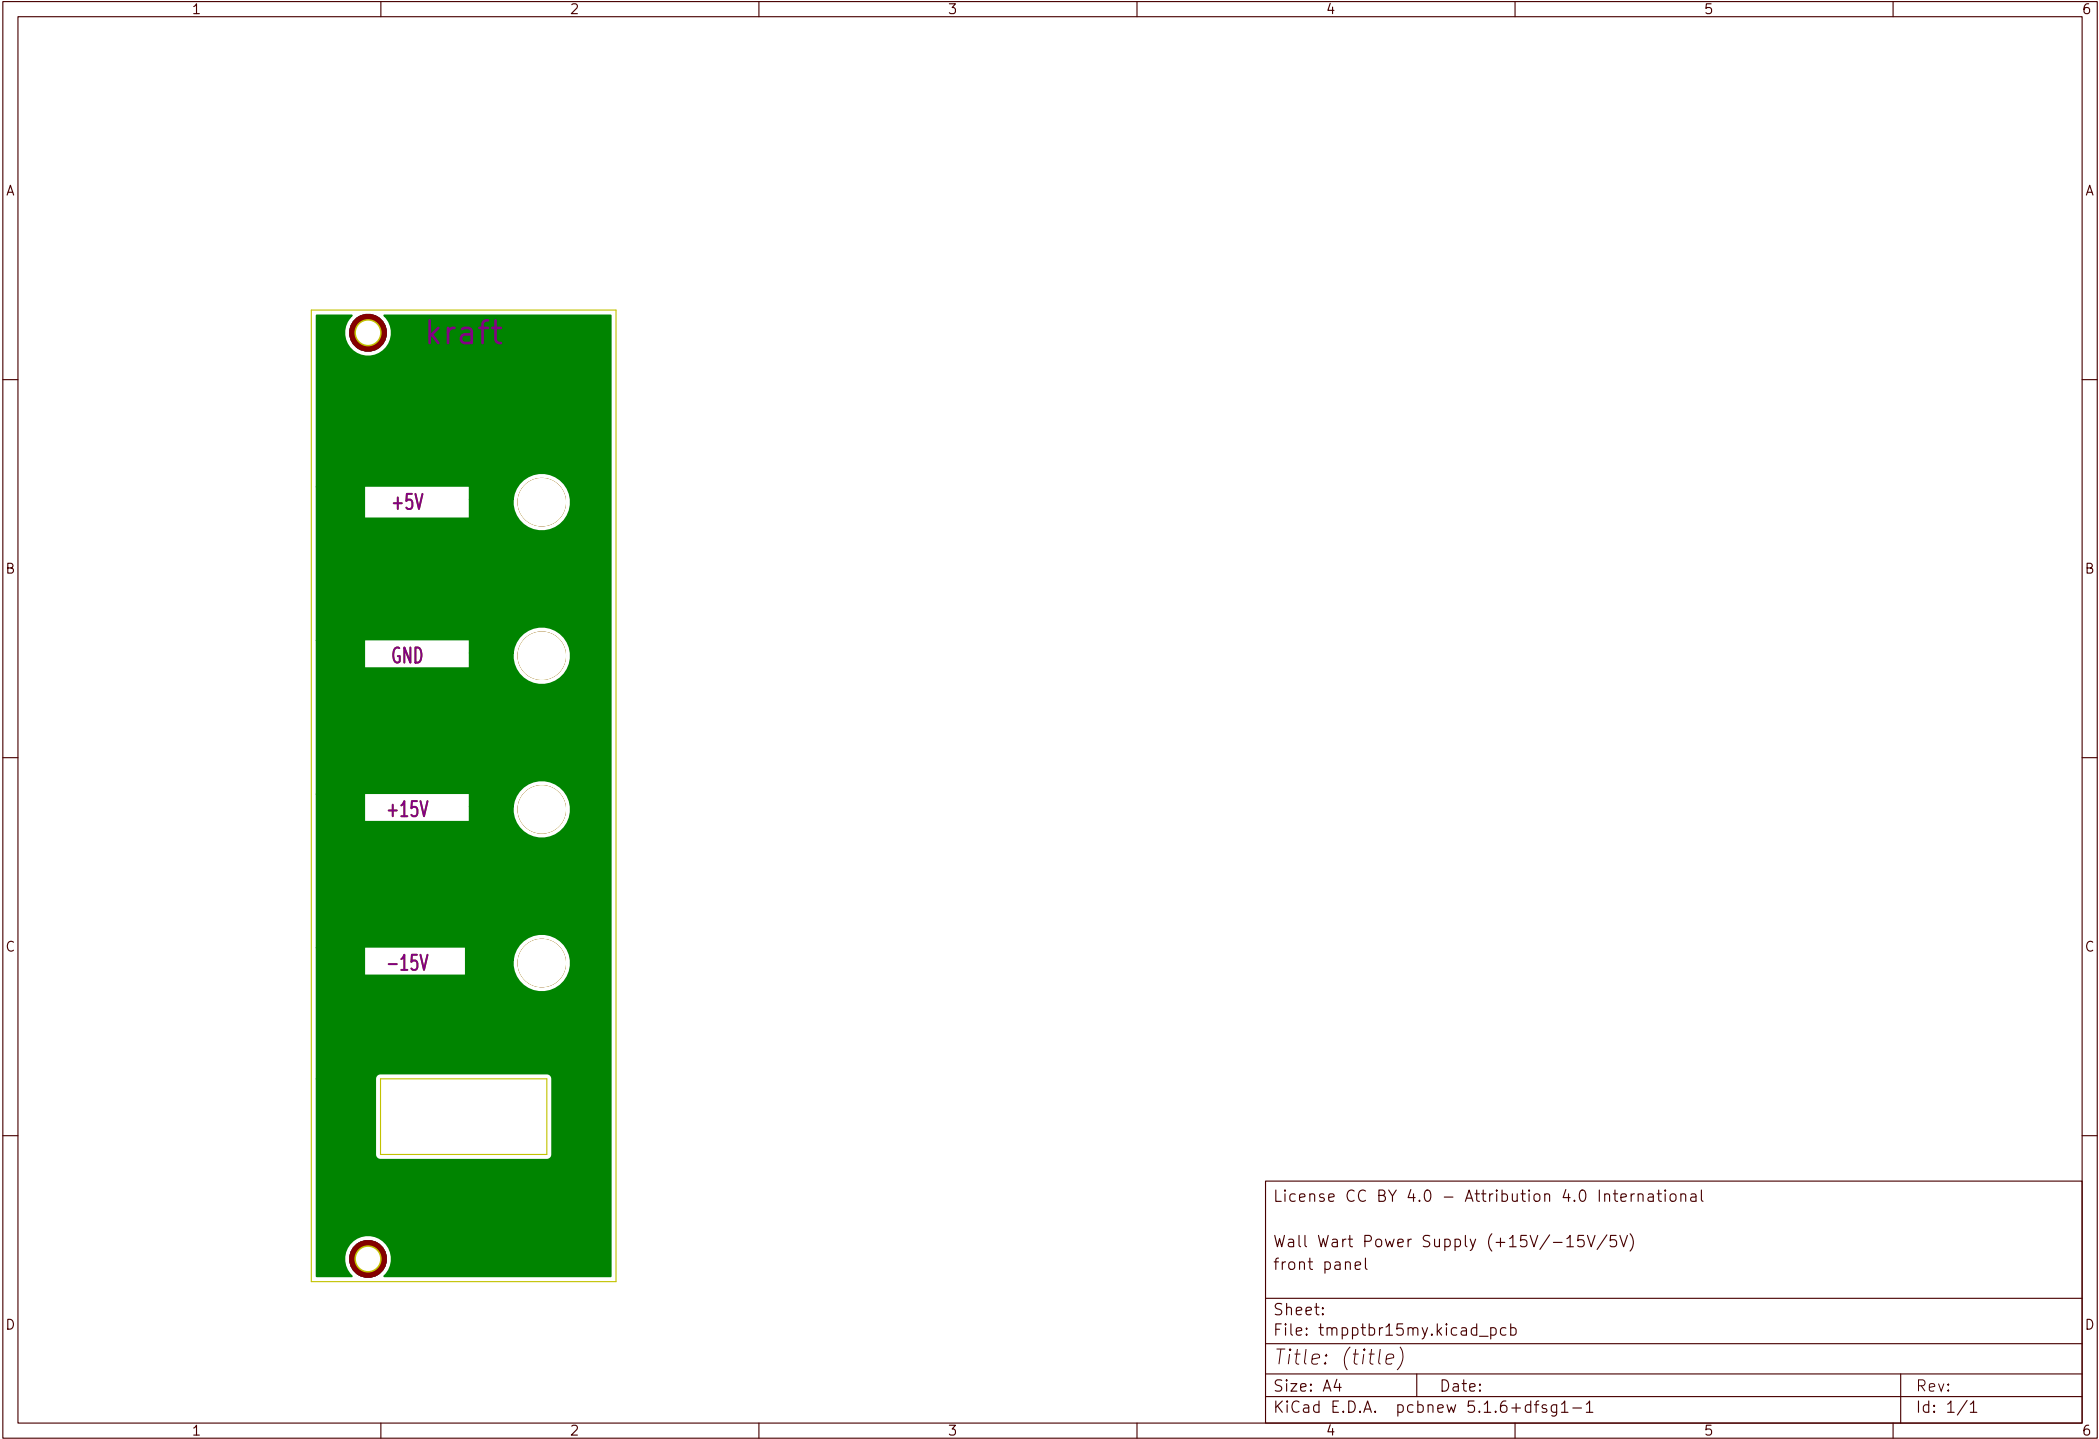 1 2 3 4 5 6
A A
kraft
+5V
B B
GND
+15V
C C
-15V
License CC BY 4.0 - Attribution 4.0 International
Wall Wart Power Supply (+15V/-15V/5V)
front panel
Sheet:
File: tmpptbr15my.kicad_pcb
D D
Title: (title)
Size: A4 Date: Rev:
KiCad E.D.A. pcbnew 5.1.6+dfsg1-1 Id: 1/1
1 2 3 4 5 6